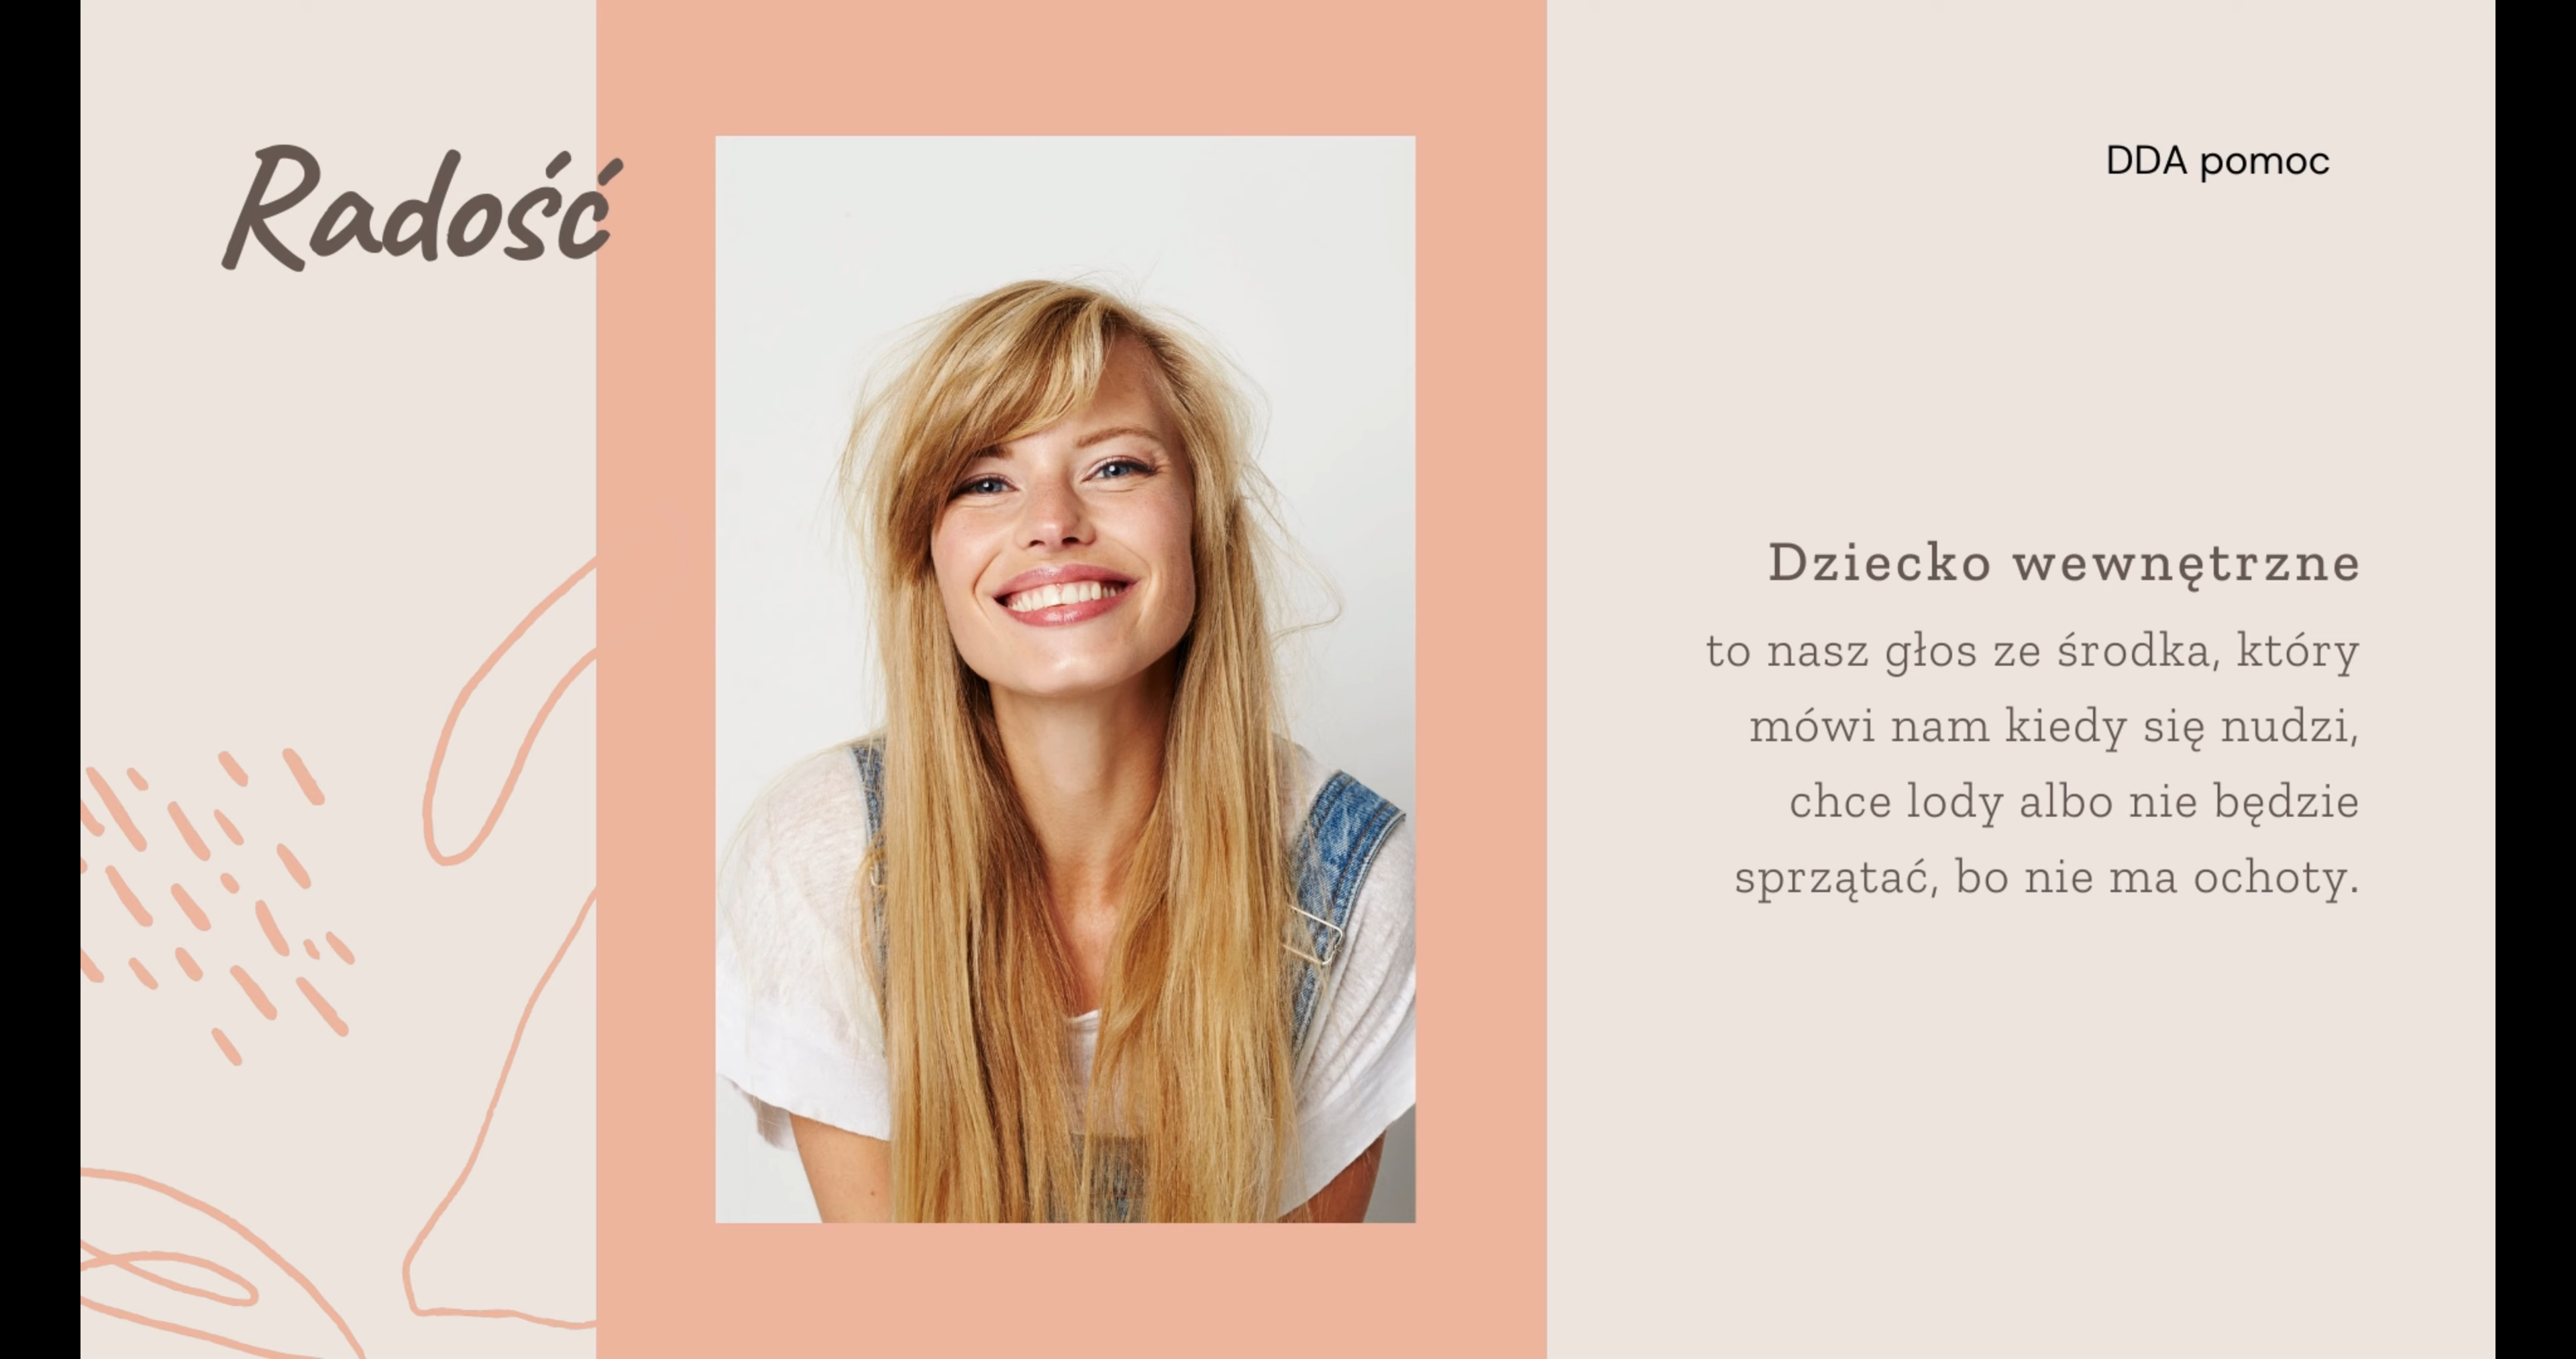 Radość
DDA pomoc
Dziecko wewnętrzne
to nasz głos ze środka, który
mówi nam kiedy się nudzi,
chce lody albo nie będzie
sprzątać, bo nie ma ochoty.